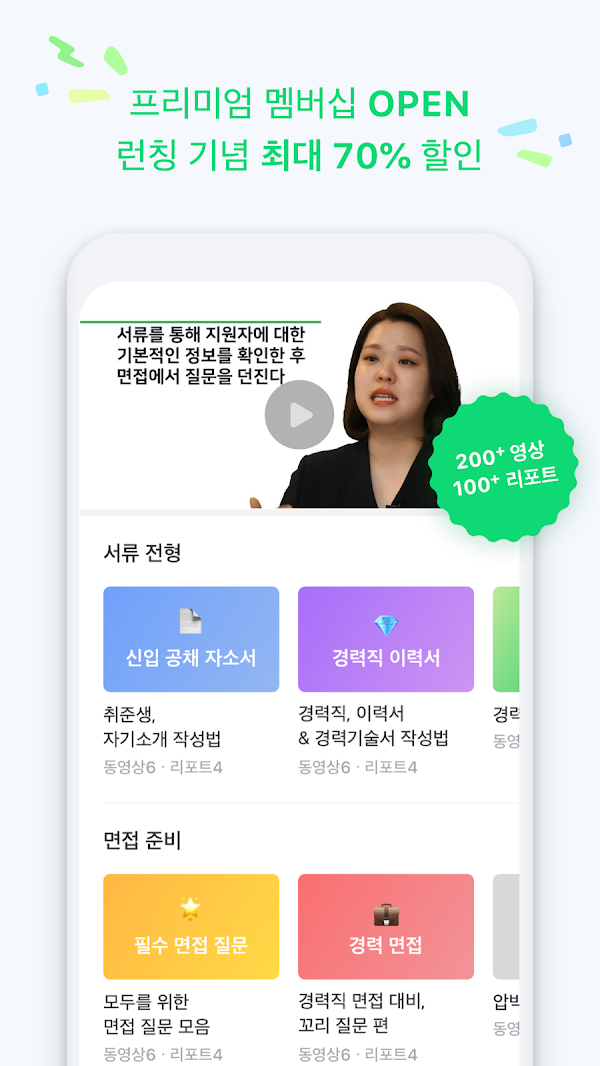 프리미엄 멤버십 OPEN
런칭 기념 최대 70% 할인
서류를 통해 지원자에 대한
기본적인 정보를 확인한 후
면접에서 질문을 던진다
200+ 영상
100+ 리포트
서류 전형
신입 공채 자소서
경력직 이력서
취준생,
자기소개 작성법
동영상6 · 리포트4
경력직, 이력서
& 경력기술서 작성법
동영상6 · 리포트4
면접 준비
필수 면접 질문
경력 면접
모두를 위한
면접 질문 모음
동영상6 · 리포트4
경력직 면접 대비,
꼬리 질문 편
동영상6 · 리포트4
압박